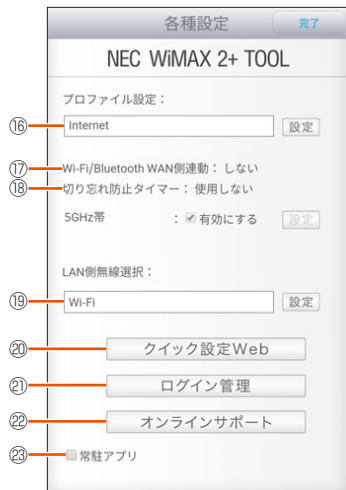 各種設定 完了
NEC WiMAX 2+ TOOL
プロファイル設定：
⑯ Internet 設定
⑰ Wi-Fi/Bluetooth WAN側連動： しない
⑱ 切り忘れ防止タイマー： 使用しない
5GHz帯 ： 有効にする 設定
LAN側無線選択：
⑲ Wi-Fi 設定
⑳ クイック設定Web
㉑ ログイン管理
㉒ オンラインサポート
㉓ 常駐アプリ